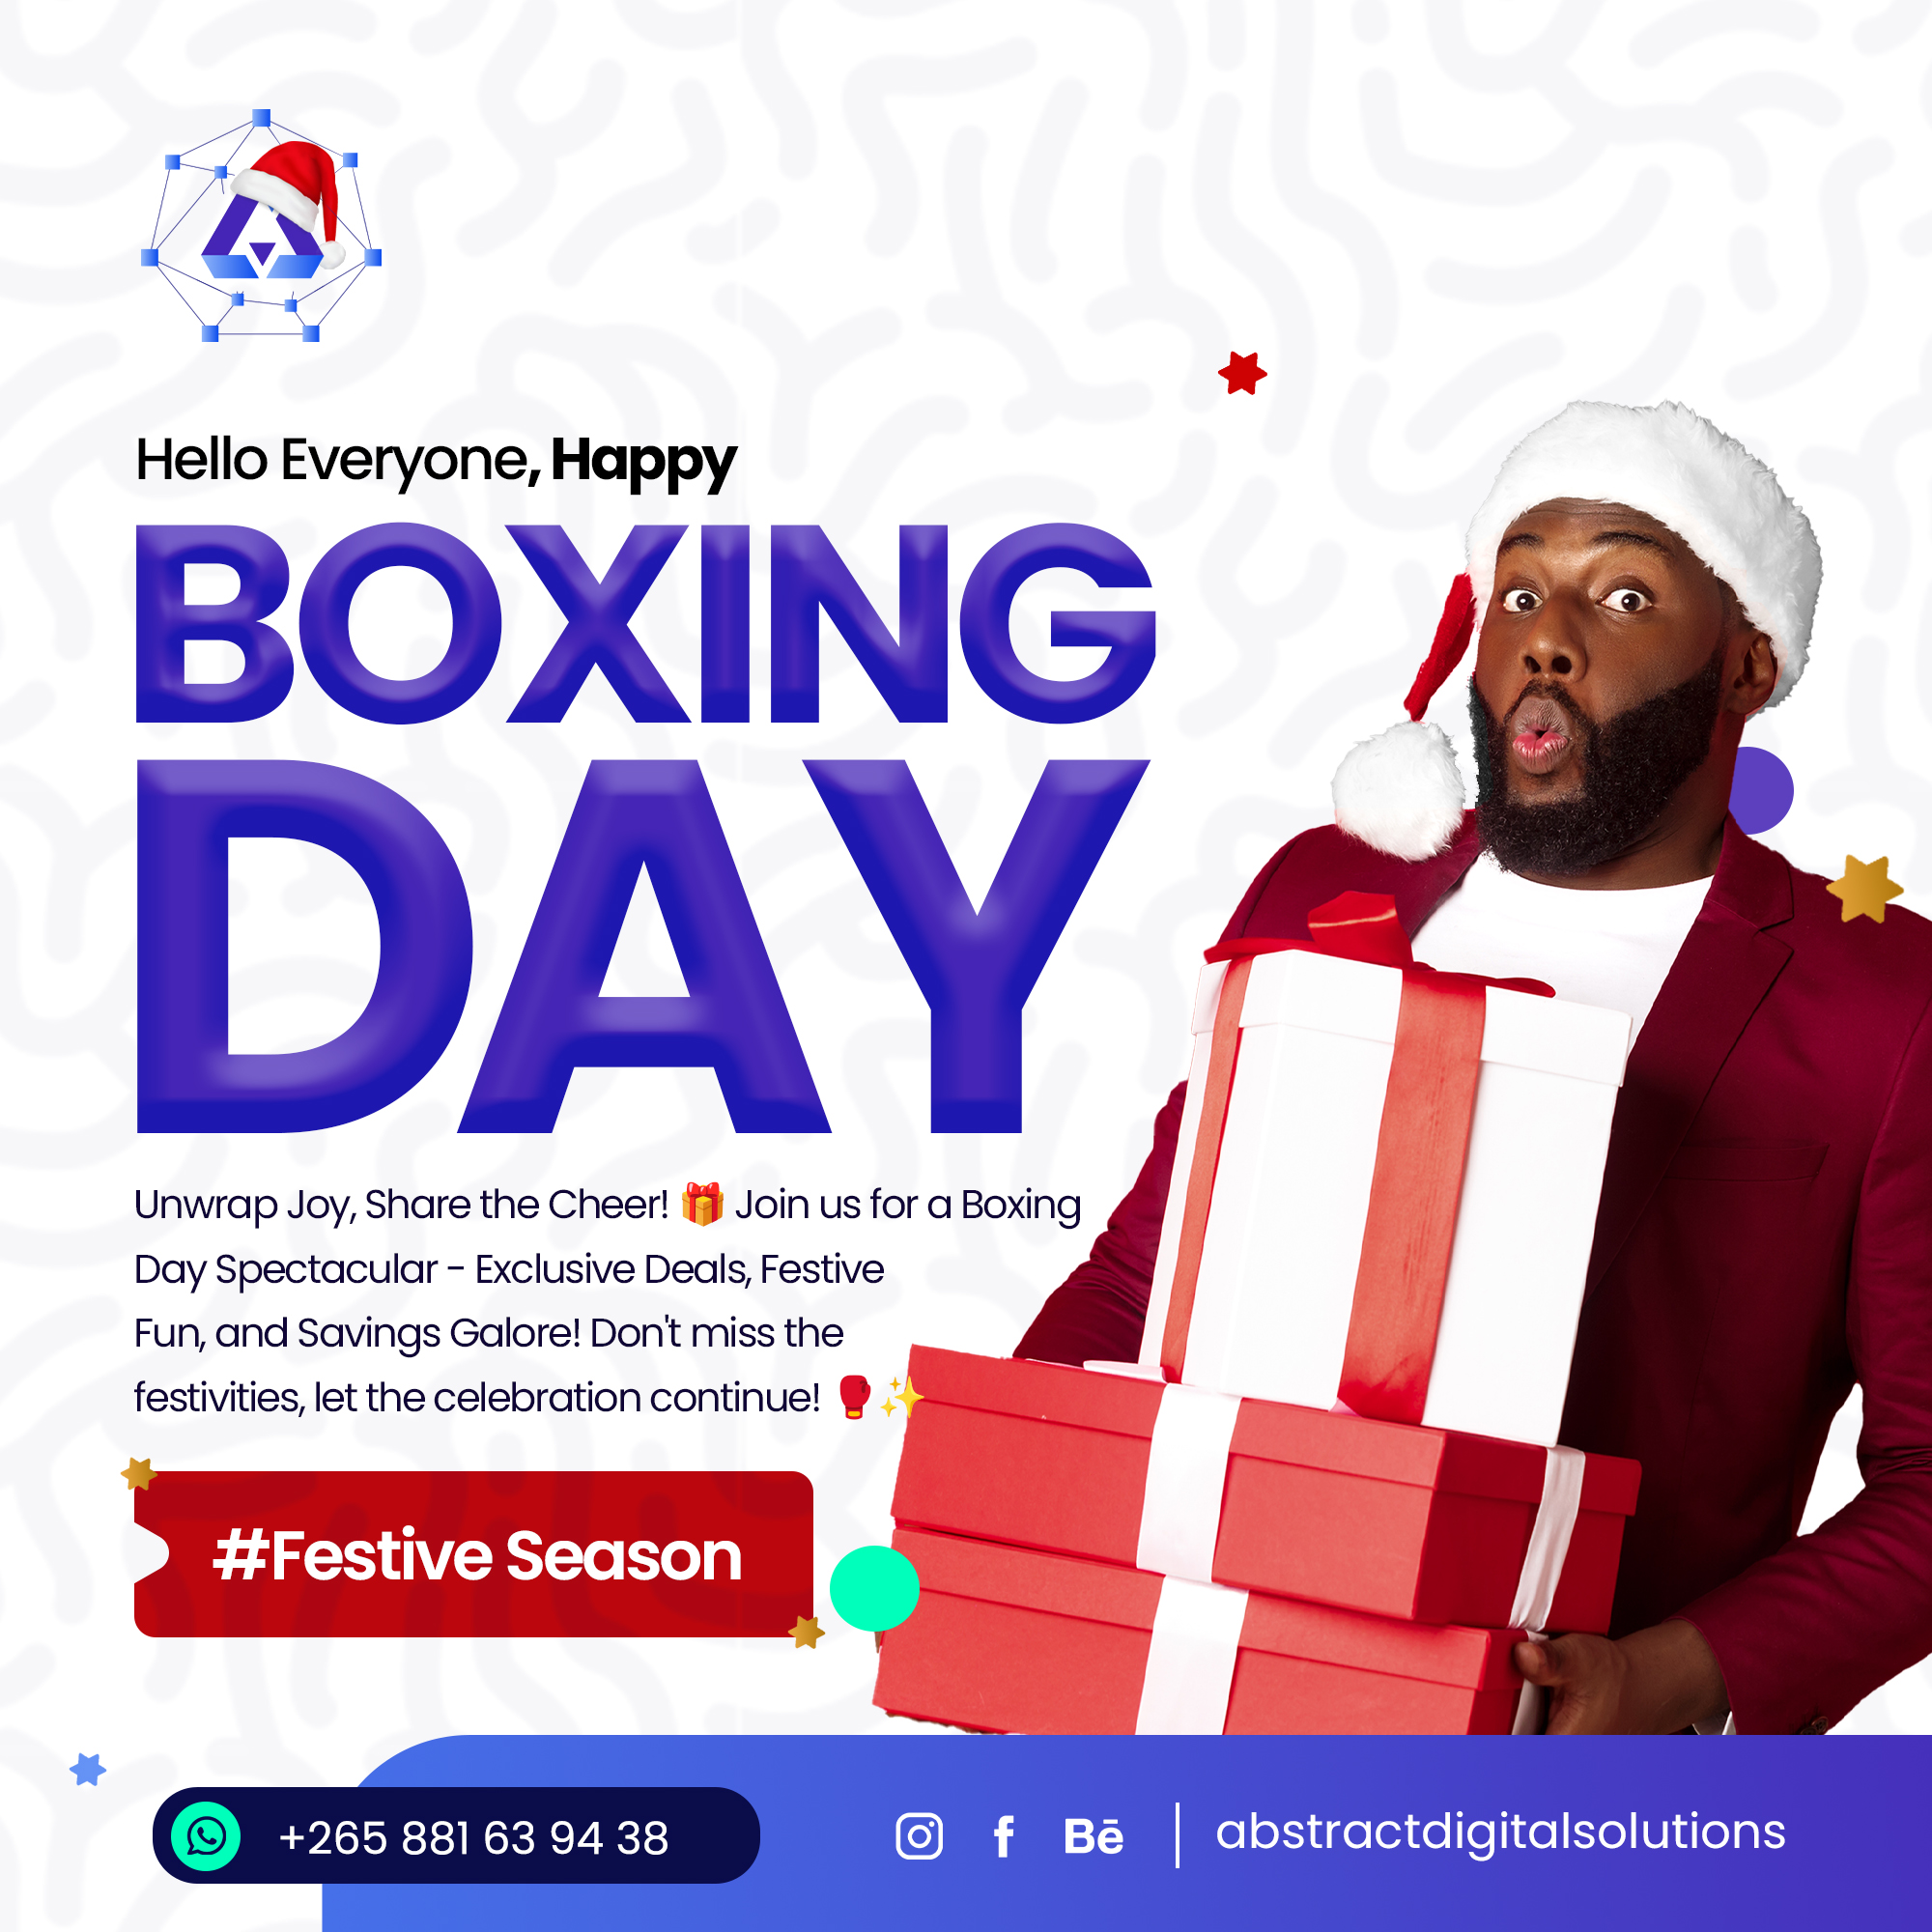 Hello Everyone, Happy
BOXING
DAY
Unwrap Joy, Share the Cheer! 🎁 Join us for a Boxing
Day Spectacular - Exclusive Deals, Festive
Fun, and Savings Galore! Don't miss the
festivities, let the celebration continue! 🥊✨
#Festive Season
+265 881 63 94 38
Bē
abstractdigitalsolutions